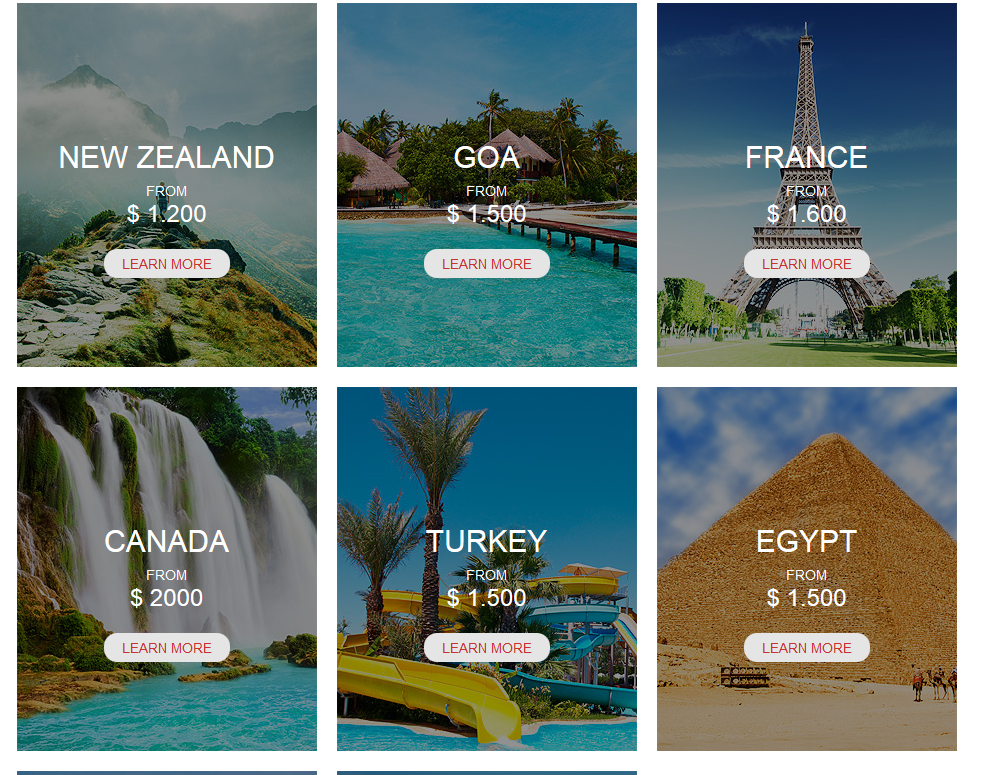 NEW ZEALAND
FROM
$ 1.200
LEARN MORE
GOA
FROM
$ 1.500
LEARN MORE
FRANCE
FROM
$ 1.600
LEARN MORE
CANADA
FROM
$ 2000
LEARN MORE
TURKEY
FROM
$ 1.500
LEARN MORE
EGYPT
FROM
$ 1.500
LEARN MORE